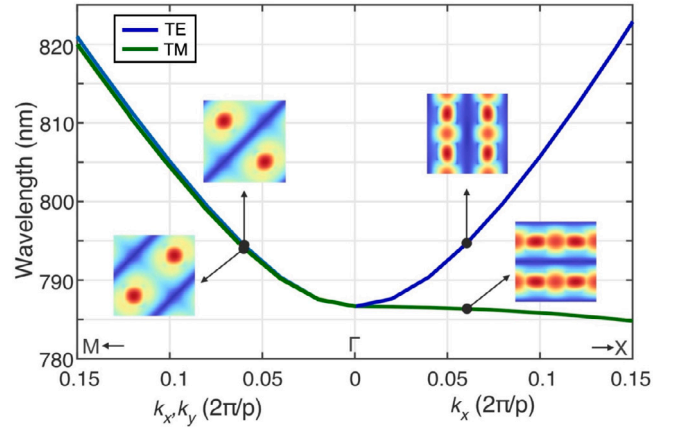 TE
TM
820
810
800
790
780
Wavelength (nm)
M
Γ
X
0.15
0.1
0.05
0
0.05
0.1
0.15
kx,ky (2π/p)
kx (2π/p)